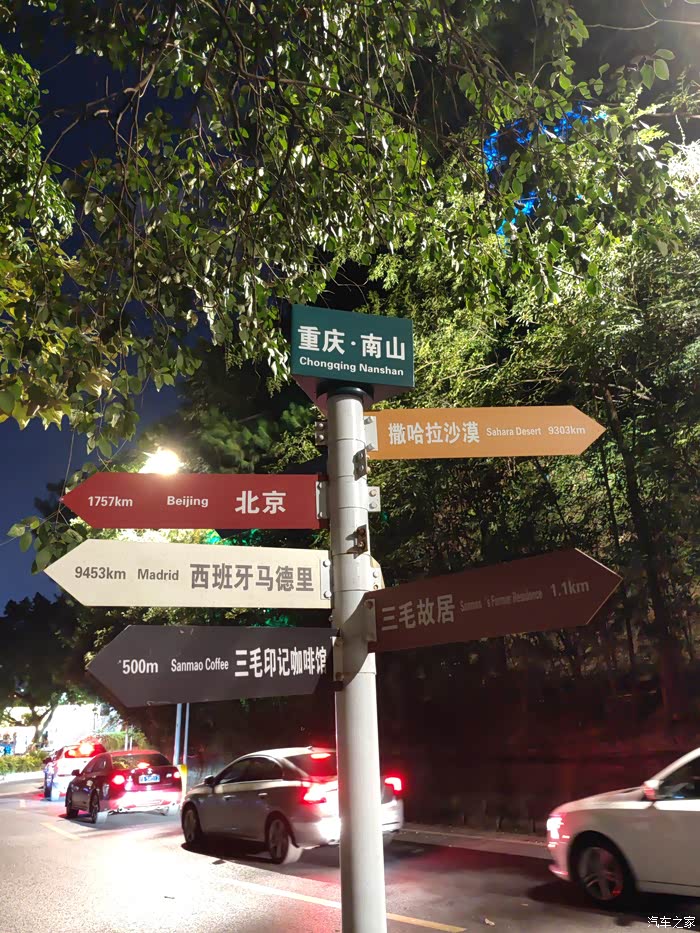 重庆·南山
Chongqing Nanshan
撒哈拉沙漠 Sahara Desert 9303km
1757km Beijing 北京
9453km Madrid 西班牙马德里
三毛故居 Sanmao 's Former Residence 1.1km
500m Sanmao Coffee 三毛印记咖啡馆
汽车之家